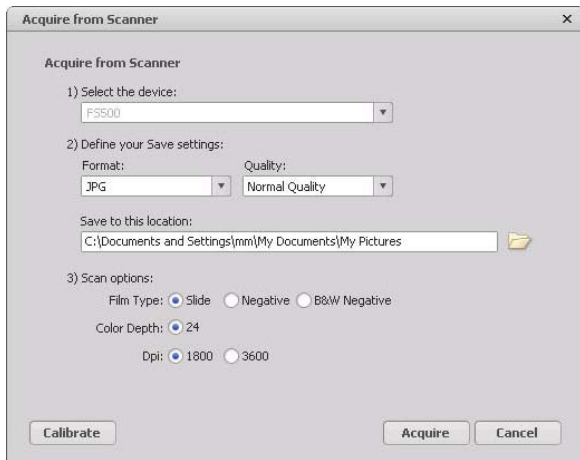 Acquire from Scanner
Acquire from Scanner
1) Select the device:
FS500
2) Define your Save settings:
Format: Quality:
JPG Normal Quality
Save to this location:
C:\Documents and Settings\mm\My Documents\My Pictures
3) Scan options:
Film Type: Slide Negative B&W Negative
Color Depth: 24
Dpi: 1800 3600
Calibrate Acquire Cancel